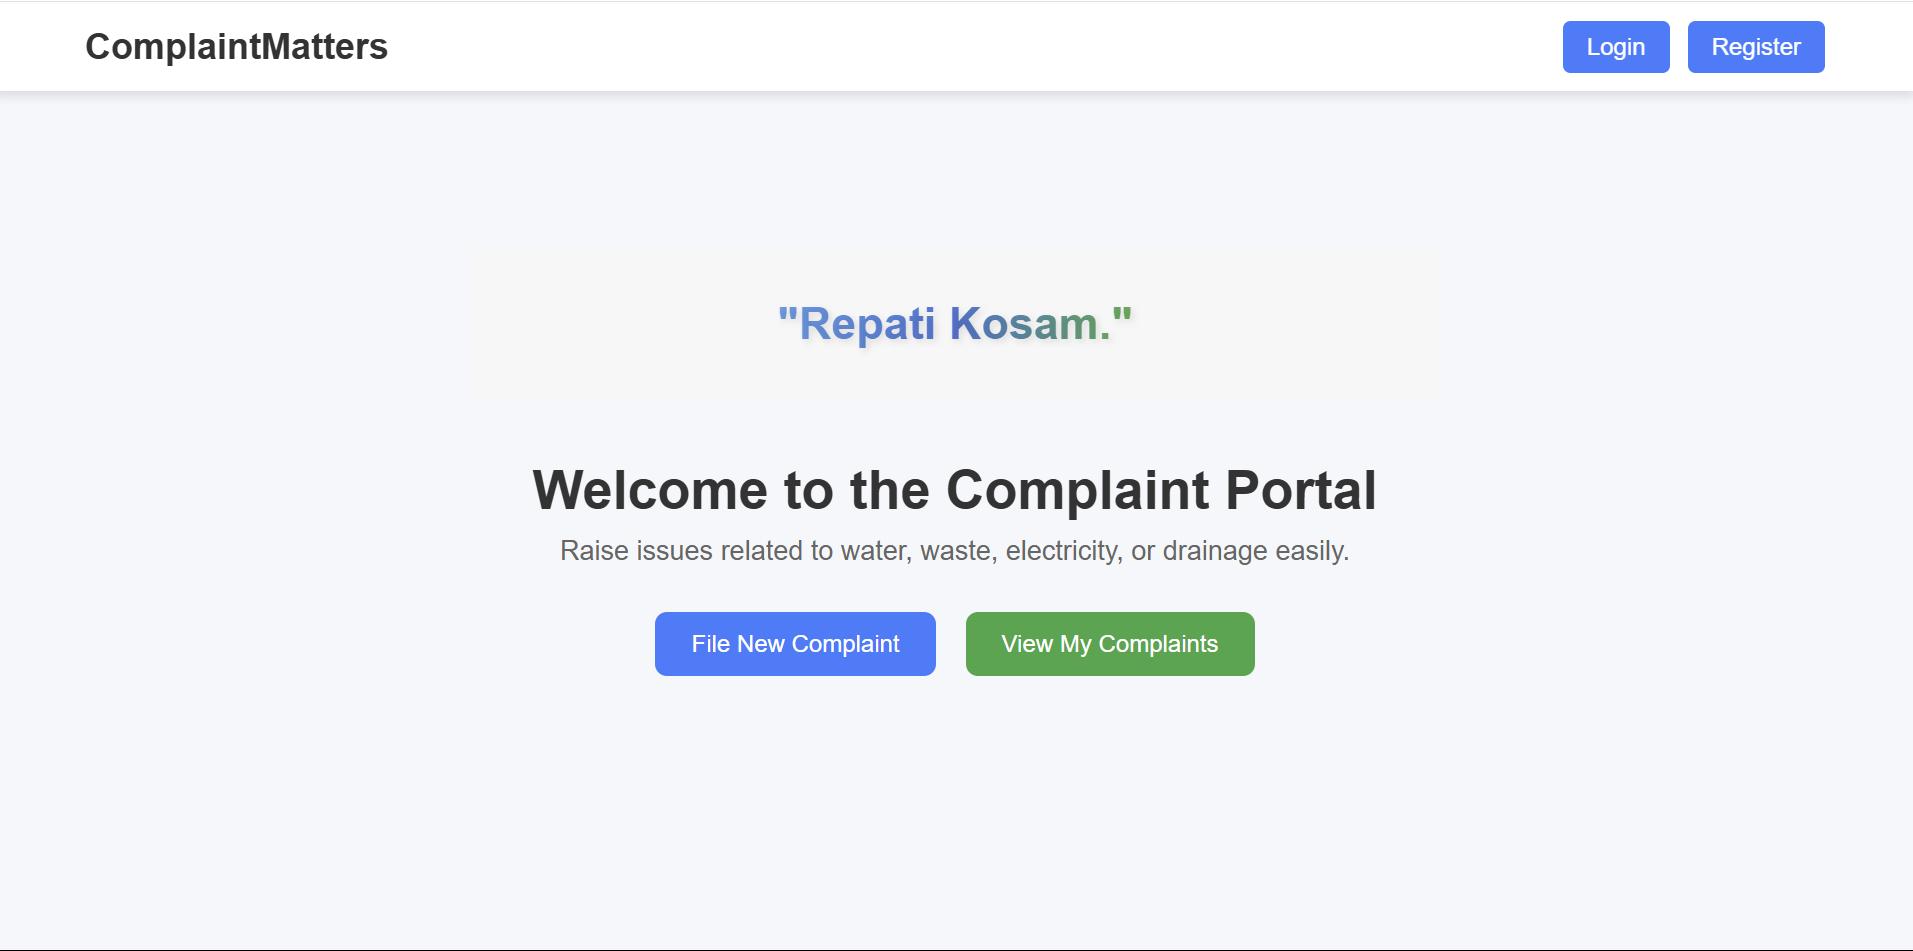 ComplaintMatters
Login
Register
"Repati Kosam."
Welcome to the Complaint Portal
Raise issues related to water, waste, electricity, or drainage easily.
File New Complaint
View My Complaints